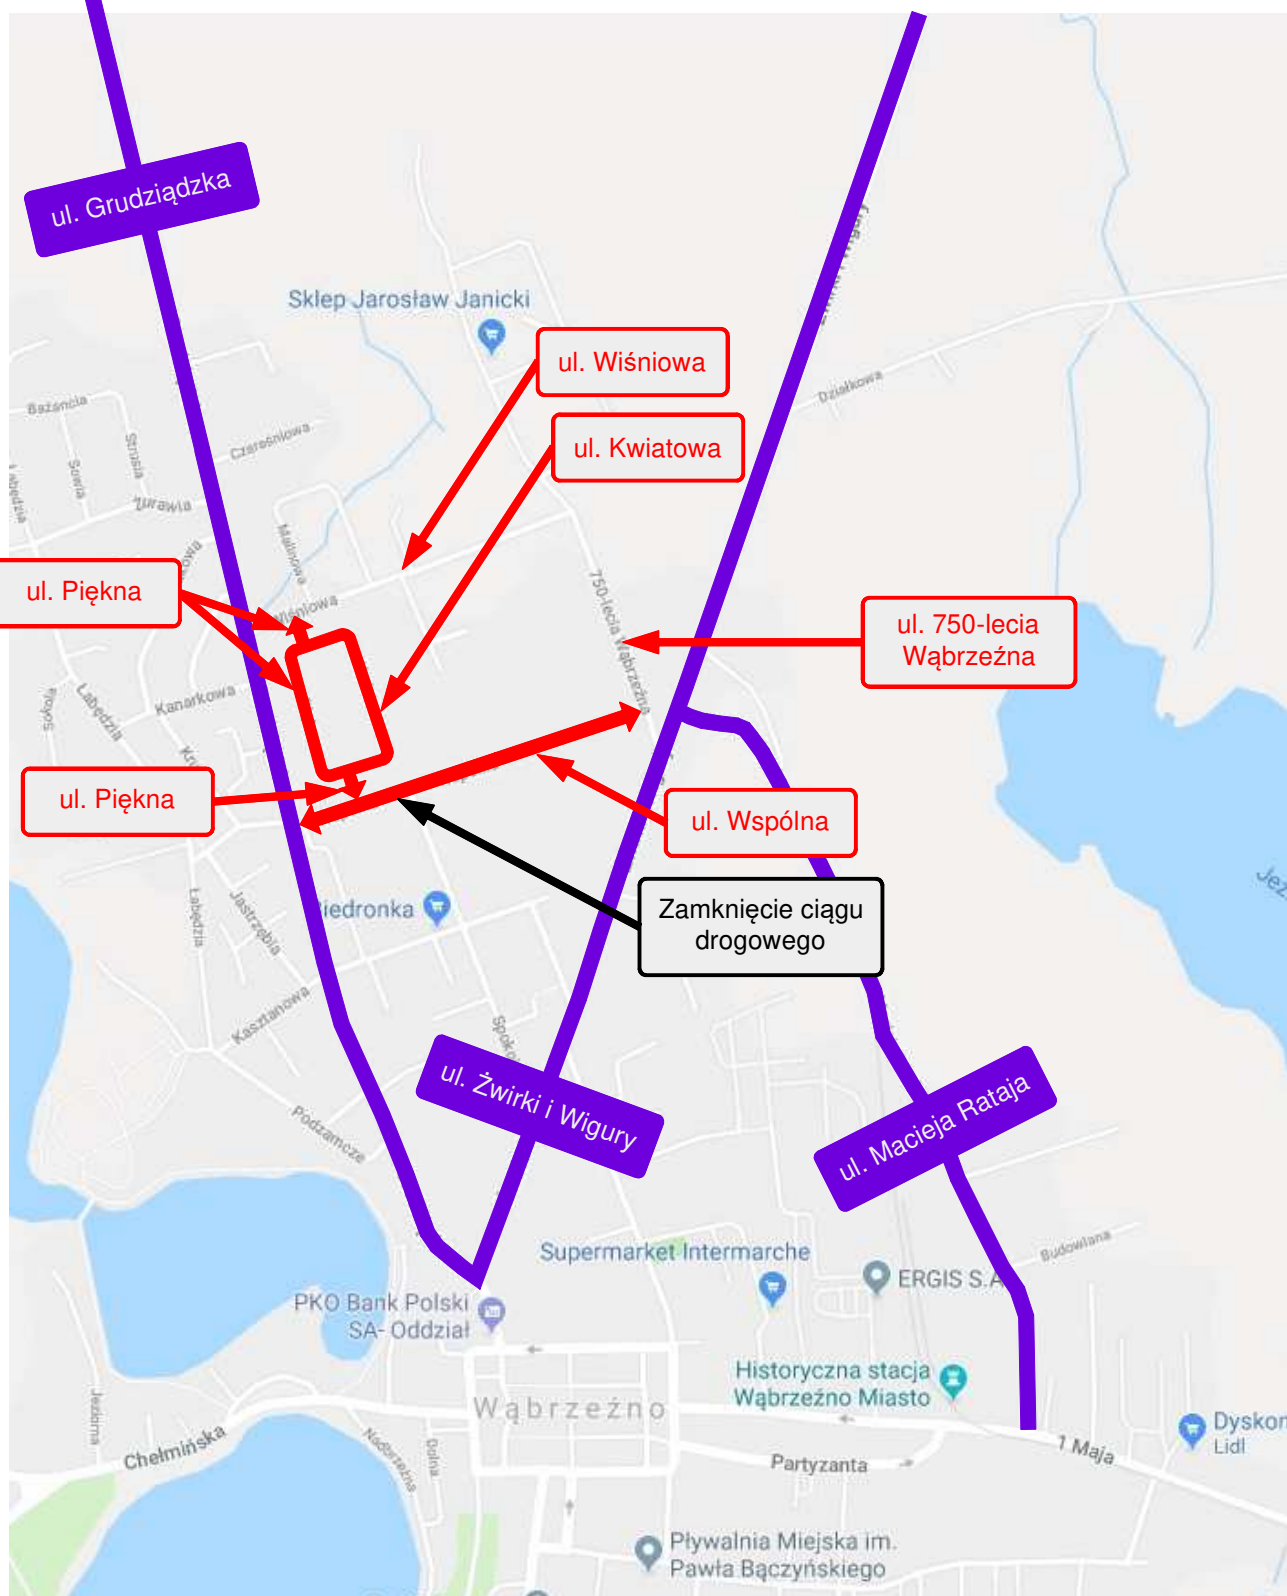 ul. Grudziądzka
Sklep Jarosław Janicki
ul. Wiśniowa
Działkowa
Bażancia
Czereśniowa
Strusia
Sowia
ul. Kwiatowa
Łabędzia
Żurawia
Malinowa
ul. Piękna
Wiśniowa
750-lecia Wąbrzeźna
ul. 750-lecia
Wąbrzeźna
Sokola
Łabędzia
Kanarkowa
ul. Piękna
ul. Wspólna
Łabędzia
Jastrzębia
Biedronka
Zamknięcie ciągu
drogowego
Kasztanowa
ul. Żwirki i Wigury
ul. Macieja Rataja
Podzamcze
Supermarket Intermarche
Budowlana
ERGIS S.A
PKO Bank Polski
SA- Oddział
Historyczna stacja
Wąbrzeźno Miasto
Wąbrzeźno
Jeziorna
Chełmińska
Nadbrzeżna
Dolna
Partyzanta
1 Maja
Dyskon
Lidl
Pływalnia Miejska im.
Pawła Bączyńskiego